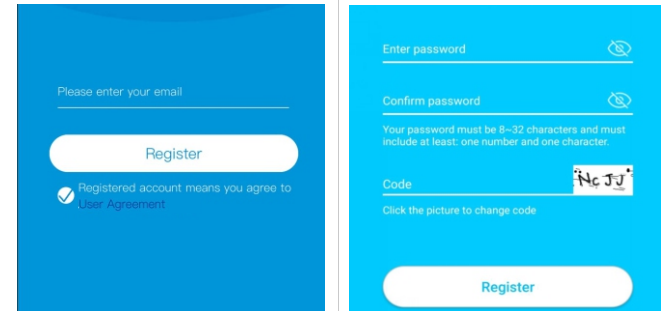 Please enter your email
Register
Registered account means you agree to
User Agreement
Enter password
Confirm password
Your password must be 8~32 characters and must
include at least: one number and one character.
Code
NcJJ
Click the picture to change code
Register